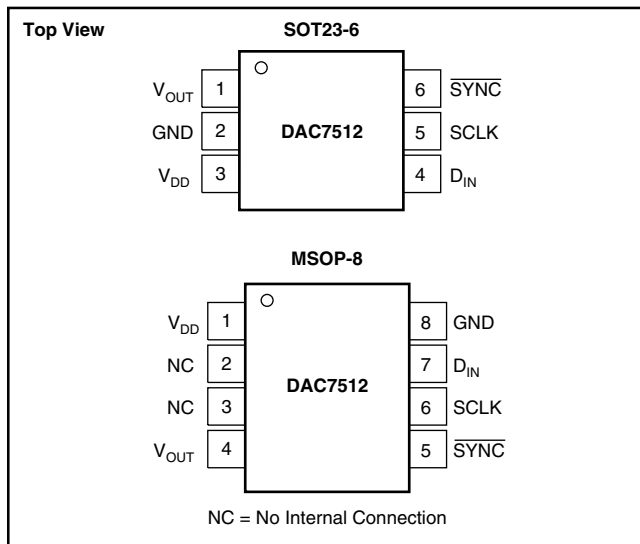 Top View
SOT23-6
V_OUT 1 6 S̅Y̅N̅C̅
GND 2 DAC7512 5 SCLK
V_DD 3 4 D_IN
MSOP-8
V_DD 1 8 GND
NC 2 7 D_IN
DAC7512
NC 3 6 SCLK
V_OUT 4 5 S̅Y̅N̅C̅
NC = No Internal Connection